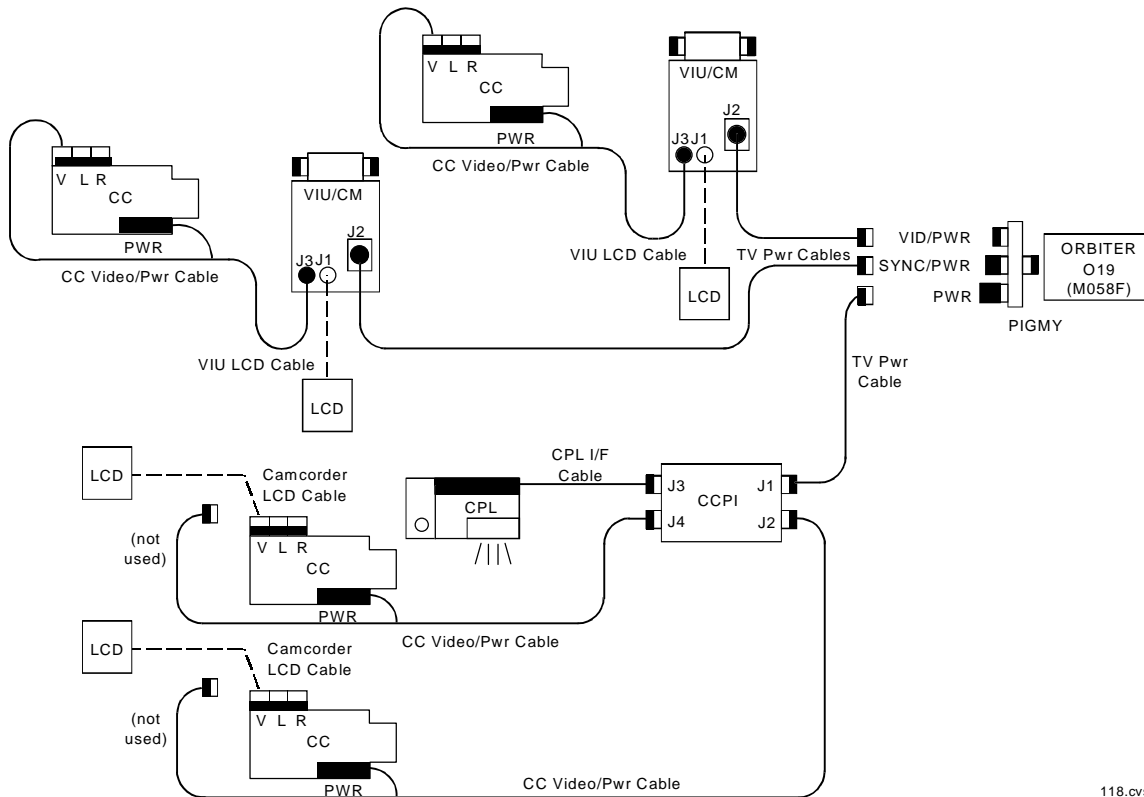 V L R
CC
PWR
CC Video/Pwr Cable
VIU/CM
J2
J3
J1
VIU LCD Cable
LCD
TV Pwr Cables
V L R
CC
PWR
CC Video/Pwr Cable
VIU/CM
J2
J3
J1
VIU LCD Cable
LCD
VID/PWR
SYNC/PWR
PWR
PIGMY
ORBITER
O19
(M058F)
TV Pwr
Cable
LCD
Camcorder
LCD Cable
(not
used)
V L R
CC
PWR
CC Video/Pwr Cable
CPL
CPL I/F
Cable
J3
J4
CCPI
J1
J2
LCD
Camcorder
LCD Cable
(not
used)
V L R
CC
PWR
CC Video/Pwr Cable